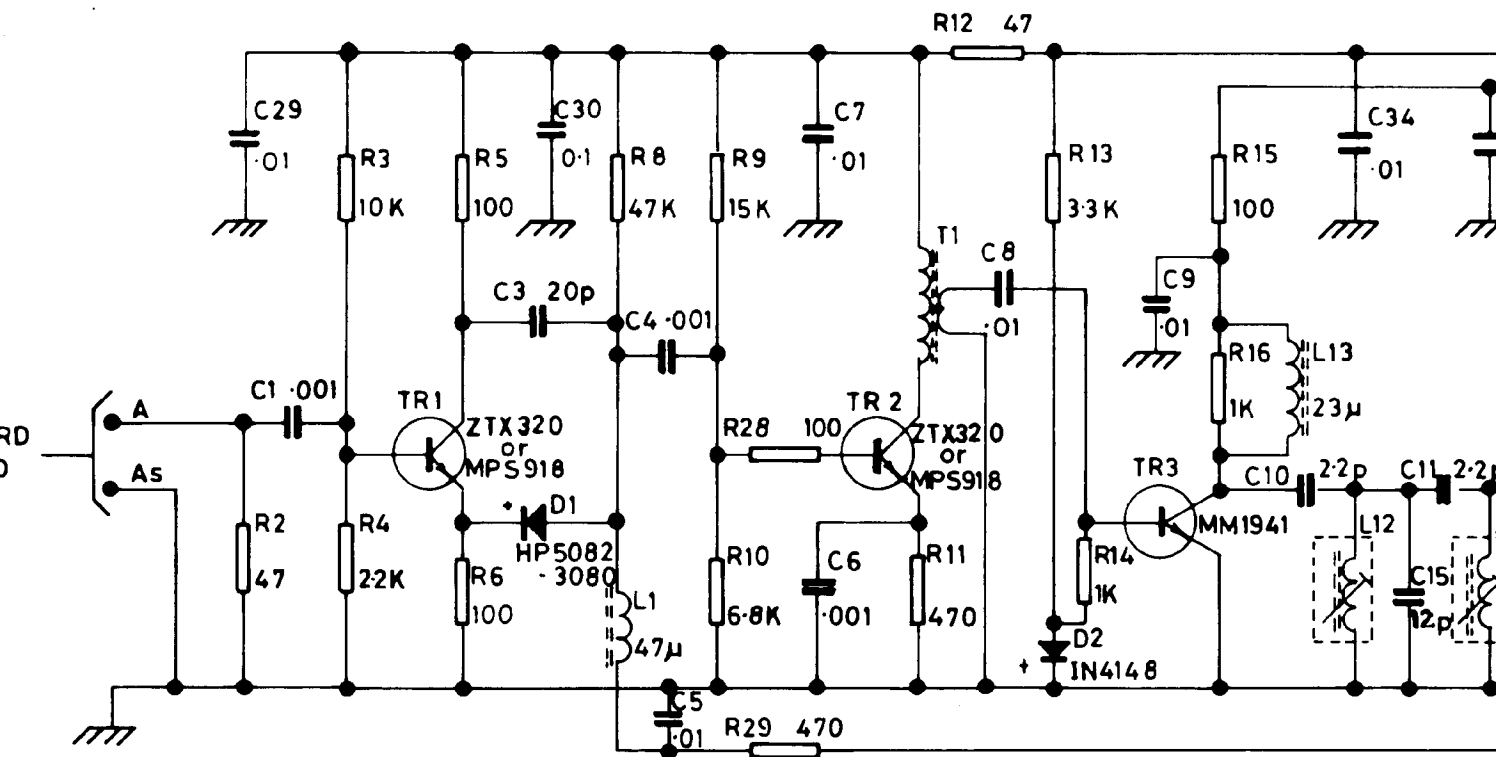 R12 47
C29
.01
R3
10K
R5
100
C30
0.1
R8
47K
R9
15K
C7
.01
R13
3.3K
R15
100
C34
.01
T1
C8
.01
C9
.01
C3 20p
C4 .001
R16
1K
L13
23µ
C1 .001
TR1
ZTX320
or
MPS918
R28 100
TR2
ZTX320
or
MPS918
TR3
MM1941
C10 2.2p
C11 2.2p
RD
A
As
R2
47
R4
2.2K
R6
100
+ D1
HP5082
-3080
L1
47µ
R10
6.8K
C6
.001
R11
470
R14
1K
D2
+ IN4148
L12
C15
12p
C5
.01
R29 470